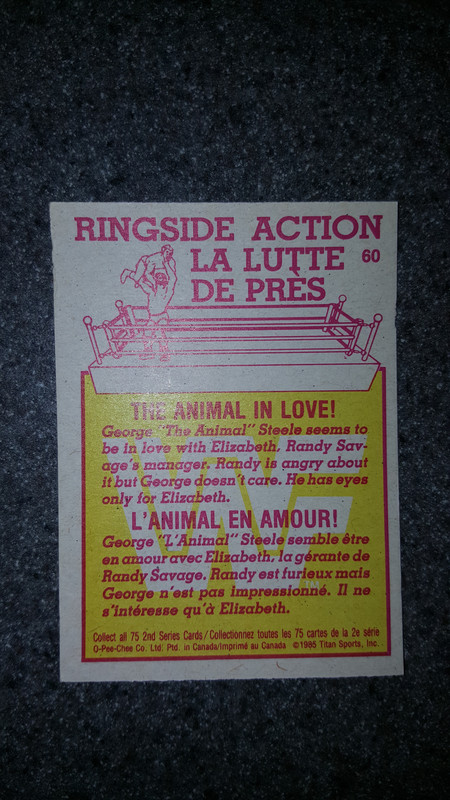 RINGSIDE ACTION
LA LUTTE 60
DE PRÈS
THE ANIMAL IN LOVE!
George "The Animal" Steele seems to
be in love with Elizabeth, Randy Sav-
age's manager. Randy is angry about
it but George doesn't care. He has eyes
only for Elizabeth.
L'ANIMAL EN AMOUR!
George "L'Animal" Steele semble être
en amour avec Elizabeth, la gérante de
Randy Savage. Randy est furieux mais
George n'est pas impressionné. Il ne
s'intéresse qu'à Elizabeth.
TM
Collect all 75 2nd Series Cards/Collectionnez toutes les 75 cartes de la 2e série
O-Pee-Chee Co. Ltd. Ptd. in Canada/Imprimé au Canada ©1985 Titan Sports, Inc.